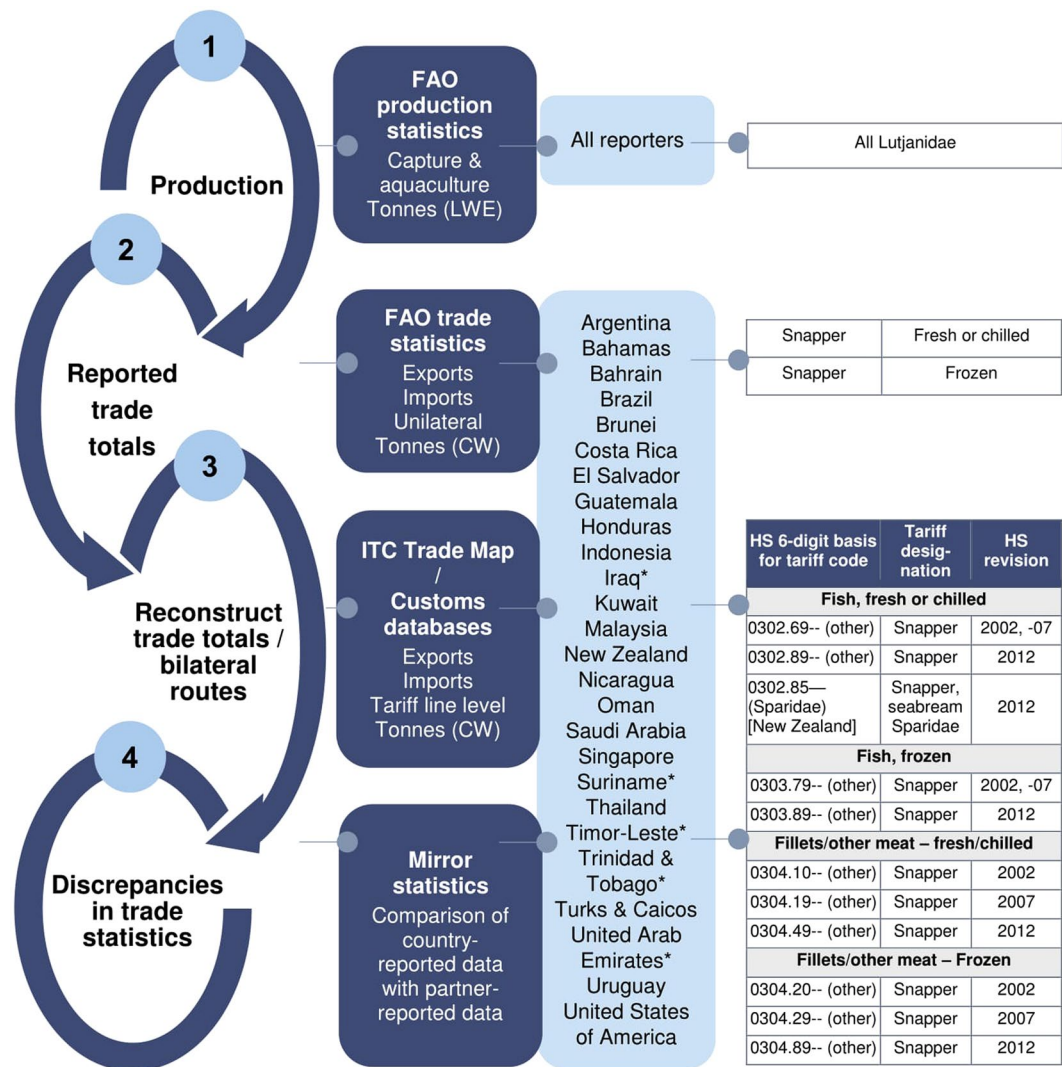 1
Production
FAO
production
statistics
Capture &
aquaculture
Tonnes (LWE)
All reporters
All Lutjanidae
2
Reported
trade
totals
FAO trade
statistics
Exports
Imports
Unilateral
Tonnes (CW)
Argentina
Bahamas
Bahrain
Brazil
Brunei
Costa Rica
El Salvador
Guatemala
Honduras
Indonesia
Iraq*
Kuwait
Malaysia
New Zealand
Nicaragua
Oman
Saudi Arabia
Singapore
Suriname*
Thailand
Timor-Leste*
Trinidad &
Tobago*
Turks & Caicos
United Arab
Emirates*
Uruguay
United States
of America
Snapper Fresh or chilled
Snapper Frozen
3
Reconstruct
trade totals /
bilateral
routes
ITC Trade Map
/
Customs
databases
Exports
Imports
Tariff line level
Tonnes (CW)
4
Discrepancies
in trade
statistics
Mirror
statistics
Comparison of
country-
reported data
with partner-
reported data
HS 6-digit basis
for tariff code
Tariff
desig-
nation
HS
revision
Fish, fresh or chilled
0302.69-- (other) Snapper 2002, -07
0302.89-- (other) Snapper 2012
0302.85—
(Sparidae)
[New Zealand]
Snapper,
seabream
Sparidae
2012
Fish, frozen
0303.79-- (other) Snapper 2002, -07
0303.89-- (other) Snapper 2012
Fillets/other meat – fresh/chilled
0304.10-- (other) Snapper 2002
0304.19-- (other) Snapper 2007
0304.49-- (other) Snapper 2012
Fillets/other meat – Frozen
0304.20-- (other) Snapper 2002
0304.29-- (other) Snapper 2007
0304.89-- (other) Snapper 2012